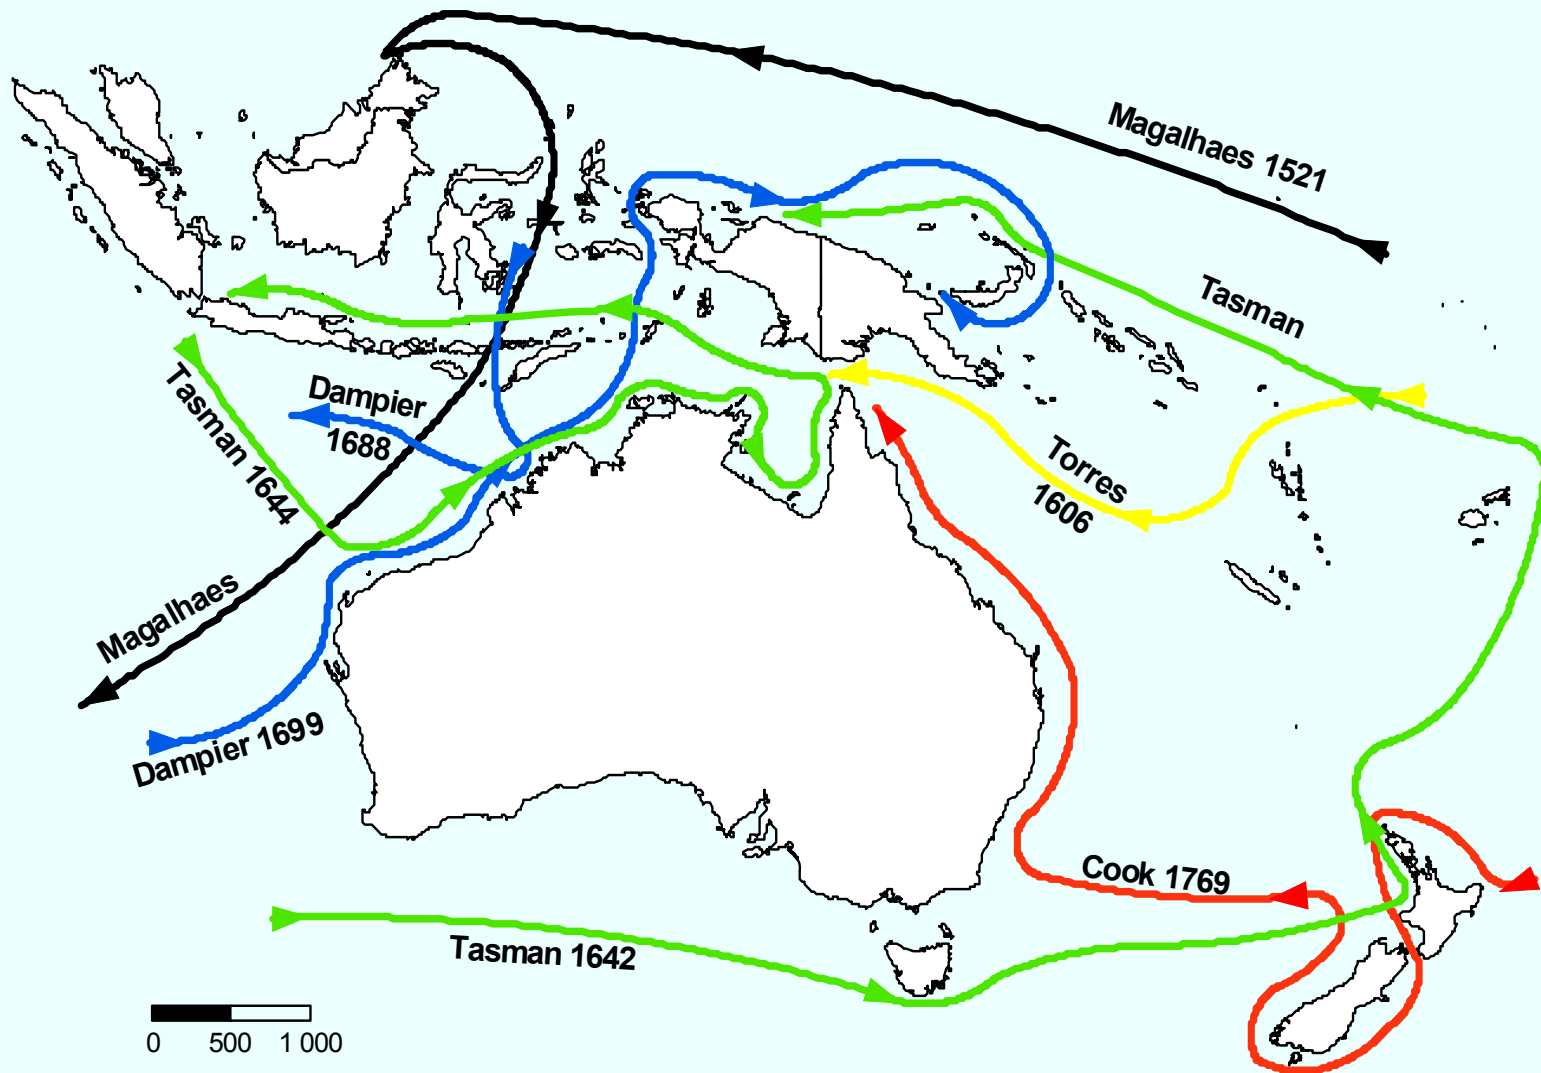 Magalhaes 1521
Tasman
Dampier
1688
Tasman 1644
Torres
1606
Magalhaes
Dampier 1699
Cook 1769
Tasman 1642
0 500 1 000